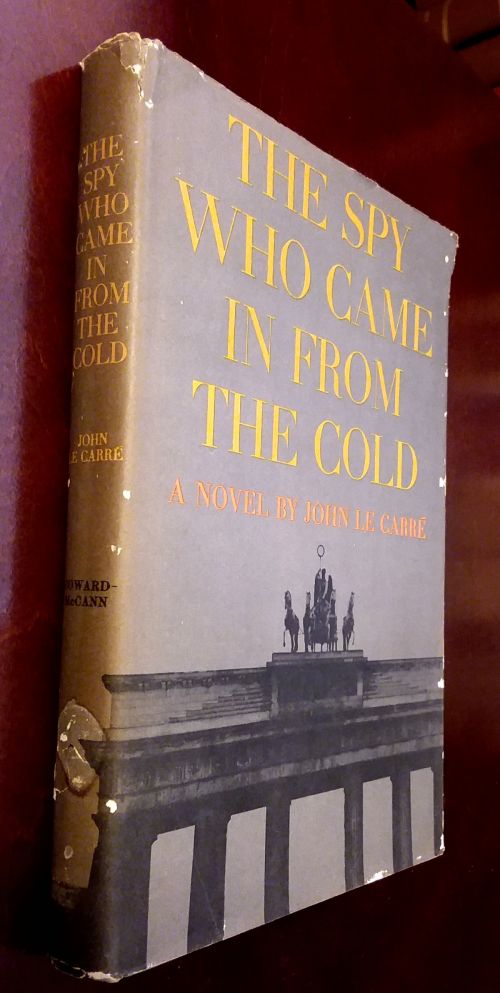 THE
SPY
WHO
CAME
IN
FROM
THE
COLD
JOHN
LE CARRÉ
COWARD-
McCANN
THE SPY
WHO CAME
IN FROM
THE COLD
A NOVEL BY JOHN LE CARRÉ